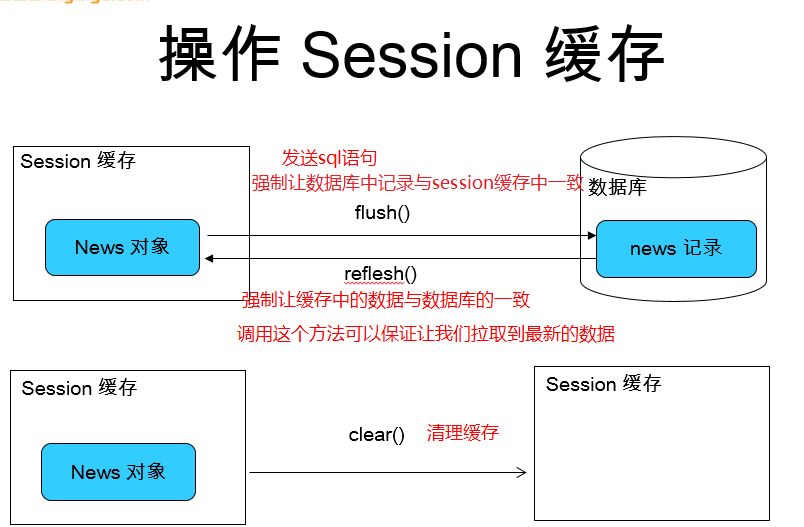 操作 Session 缓存
Session 缓存
发送sql语句
强制让数据库中记录与session缓存中一致
数据库
flush()
News 对象
news 记录
reflesh()
强制让缓存中的数据与数据库的一致
调用这个方法可以保证让我们拉取到最新的数据
Session 缓存
Session 缓存
clear()
清理缓存
News 对象